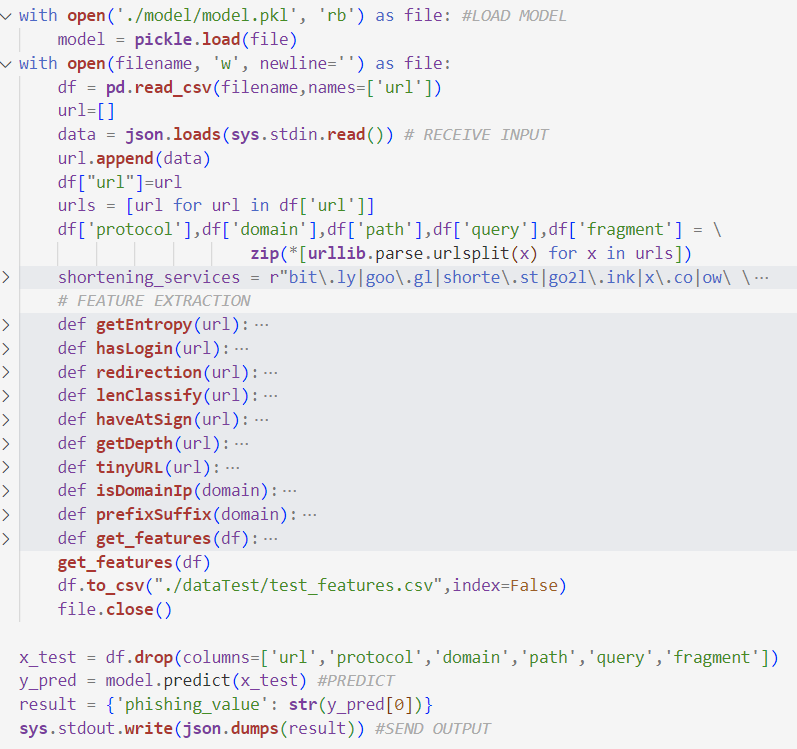 with open('./model/model.pkl', 'rb') as file: #LOAD MODEL
    model = pickle.load(file)
with open(filename, 'w', newline='') as file:
    df = pd.read_csv(filename,names=['url'])
    url=[]
    data = json.loads(sys.stdin.read()) # RECEIVE INPUT
    url.append(data)
    df["url"]=url
    urls = [url for url in df['url']]
    df['protocol'],df['domain'],df['path'],df['query'],df['fragment'] = \
                        zip(*[urllib.parse.urlsplit(x) for x in urls])
    shortening_services = r"bit\.ly|goo\.gl|shorte\.st|go2l\.ink|x\.co|ow\ \···
    # FEATURE EXTRACTION
    def getEntropy(url):···
    def hasLogin(url):···
    def redirection(url):···
    def lenClassify(url):···
    def haveAtSign(url):···
    def getDepth(url):···
    def tinyURL(url):···
    def isDomainIp(domain):···
    def prefixSuffix(domain):···
    def get_features(df):···
    get_features(df)
    df.to_csv("./dataTest/test_features.csv",index=False)
    file.close()
x_test = df.drop(columns=['url','protocol','domain','path','query','fragment'])
y_pred = model.predict(x_test) #PREDICT
result = {'phishing_value': str(y_pred[0])}
sys.stdout.write(json.dumps(result)) #SEND OUTPUT